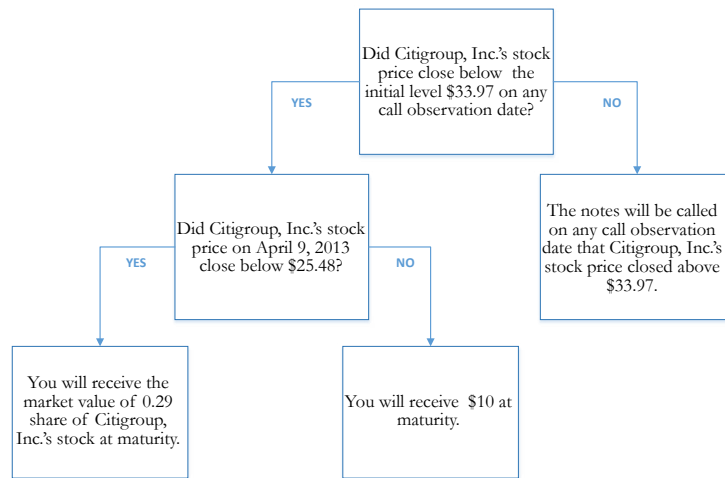 Did Citigroup, Inc.'s stock
price close below the
initial level $33.97 on any
call observation date?
YES
NO
Did Citigroup, Inc.'s stock
price on April 9, 2013
close below $25.48?
The notes will be called
on any call observation
date that Citigroup, Inc.'s
stock price closed above
$33.97.
YES
NO
You will receive the
market value of 0.29
share of Citigroup,
Inc.'s stock at maturity.
You will receive $10 at
maturity.